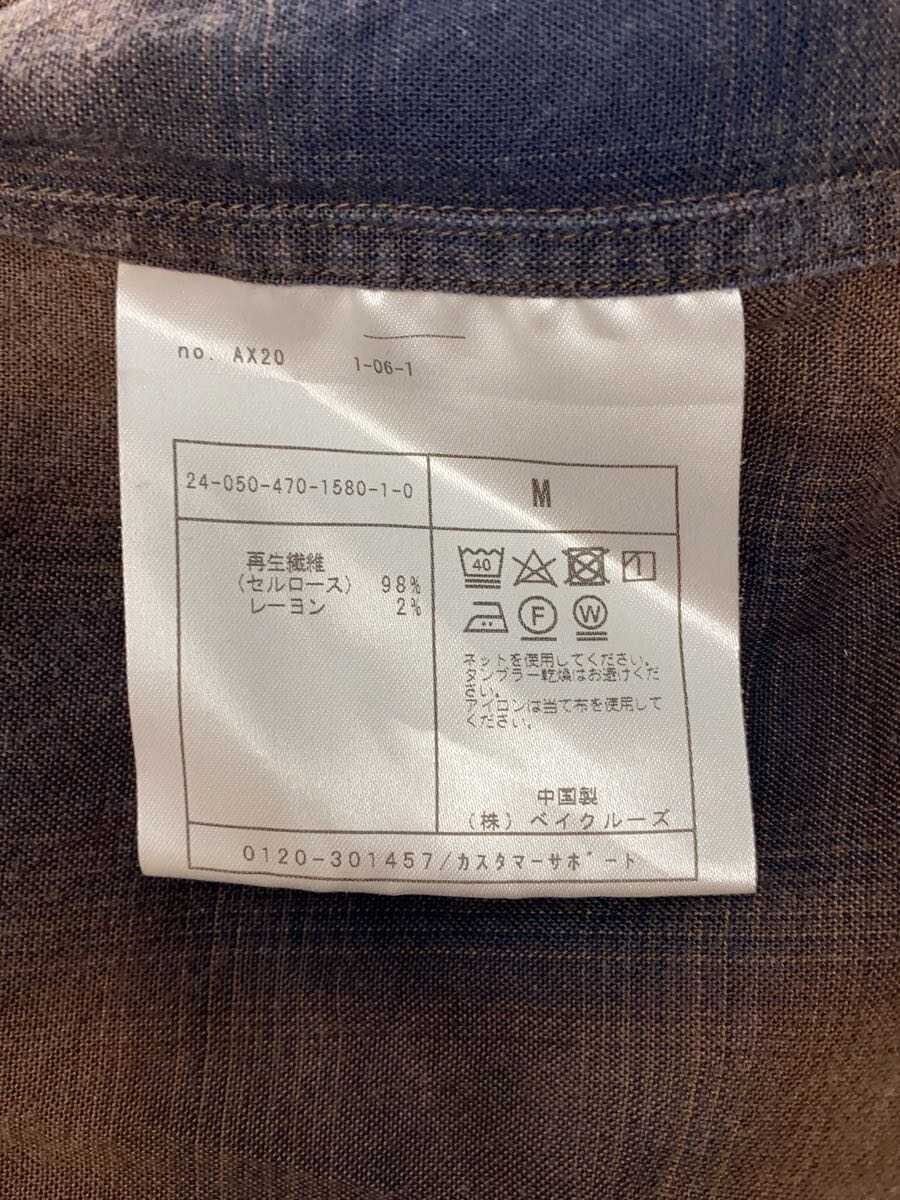 no. AX20
1-06-1
24-050-470-1580-1-0
M
再生繊維
(セルロース) 98%
レーヨン 2%
40
F
W
ネットを使用してください。
タンブラー乾燥はお避けくだ
さい。
アイロンは当て布を使用して
ください。
中国製
(株) ベイクルーズ
0120-301457/カスタマーサポート